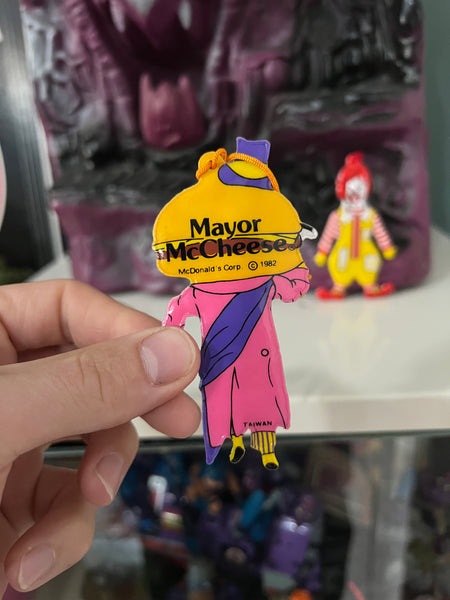 Mayor
McCheese
McDonald's Corp. © 1982
TAIWAN